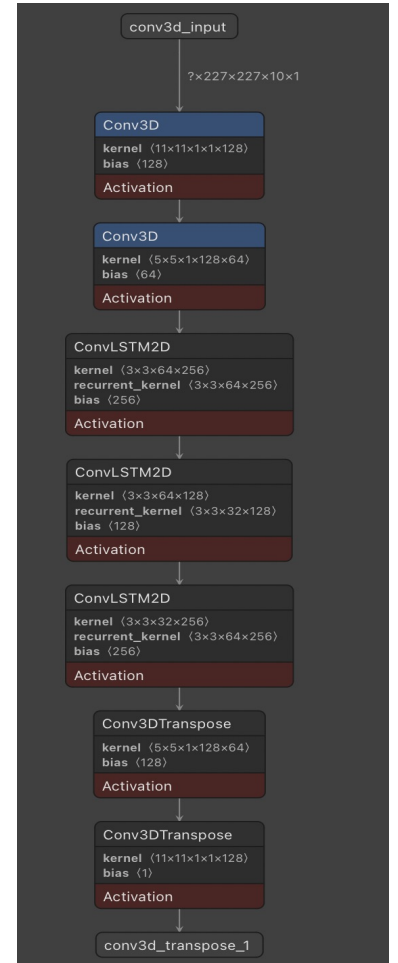 conv3d_input
?×227×227×10×1
Conv3D
kernel ⟨11×11×1×1×128⟩
bias ⟨128⟩
Activation
Conv3D
kernel ⟨5×5×1×128×64⟩
bias ⟨64⟩
Activation
ConvLSTM2D
kernel ⟨3×3×64×256⟩
recurrent_kernel ⟨3×3×64×256⟩
bias ⟨256⟩
Activation
ConvLSTM2D
kernel ⟨3×3×64×128⟩
recurrent_kernel ⟨3×3×32×128⟩
bias ⟨128⟩
Activation
ConvLSTM2D
kernel ⟨3×3×32×256⟩
recurrent_kernel ⟨3×3×64×256⟩
bias ⟨256⟩
Activation
Conv3DTranspose
kernel ⟨5×5×1×128×64⟩
bias ⟨128⟩
Activation
Conv3DTranspose
kernel ⟨11×11×1×1×128⟩
bias ⟨1⟩
Activation
conv3d_transpose_1